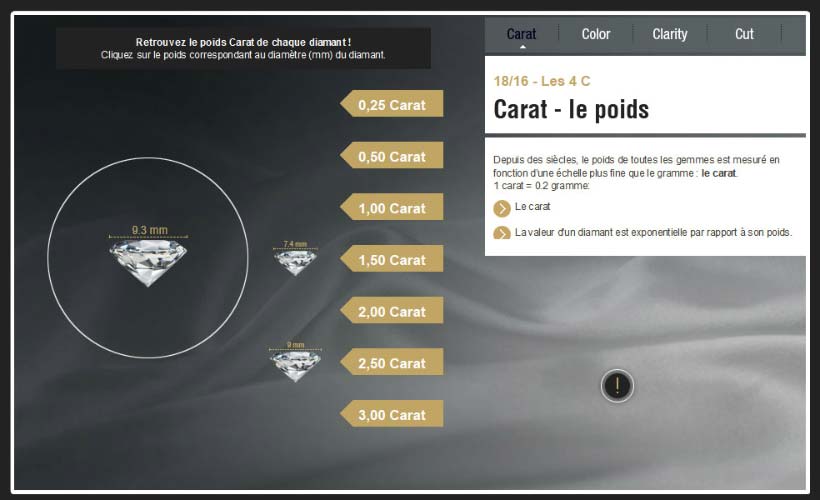 Retrouvez le poids Carat de chaque diamant !
Cliquez sur le poids correspondant au diamètre (mm) du diamant.
Carat
Color
Clarity
Cut
18/16 - Les 4 C
Carat - le poids
Depuis des siècles, le poids de toutes les gemmes est mesuré en
fonction d'une échelle plus fine que le gramme : le carat.
1 carat = 0.2 gramme:
Le carat
La valeur d'un diamant est exponentielle par rapport à son poids.
0,25 Carat
0,50 Carat
1,00 Carat
1,50 Carat
2,00 Carat
2,50 Carat
3,00 Carat
9.3 mm
7.4 mm
9 mm
!